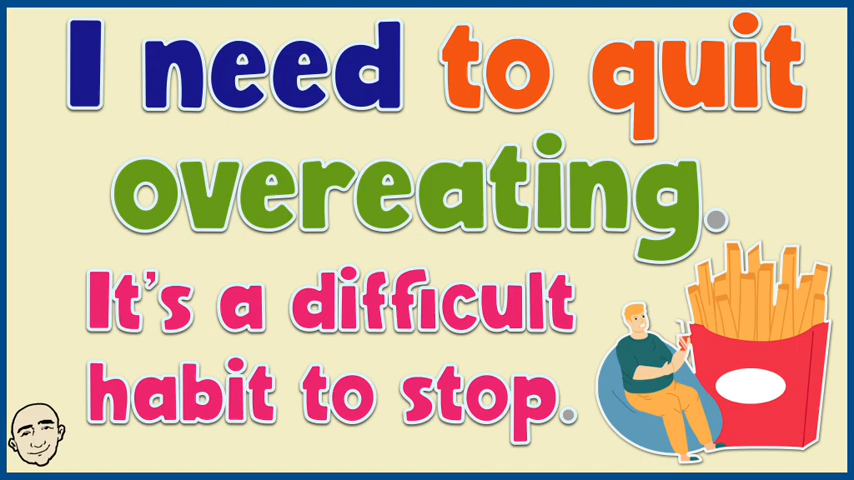 I need to quit
overeating.
It's a difficult
habit to stop.